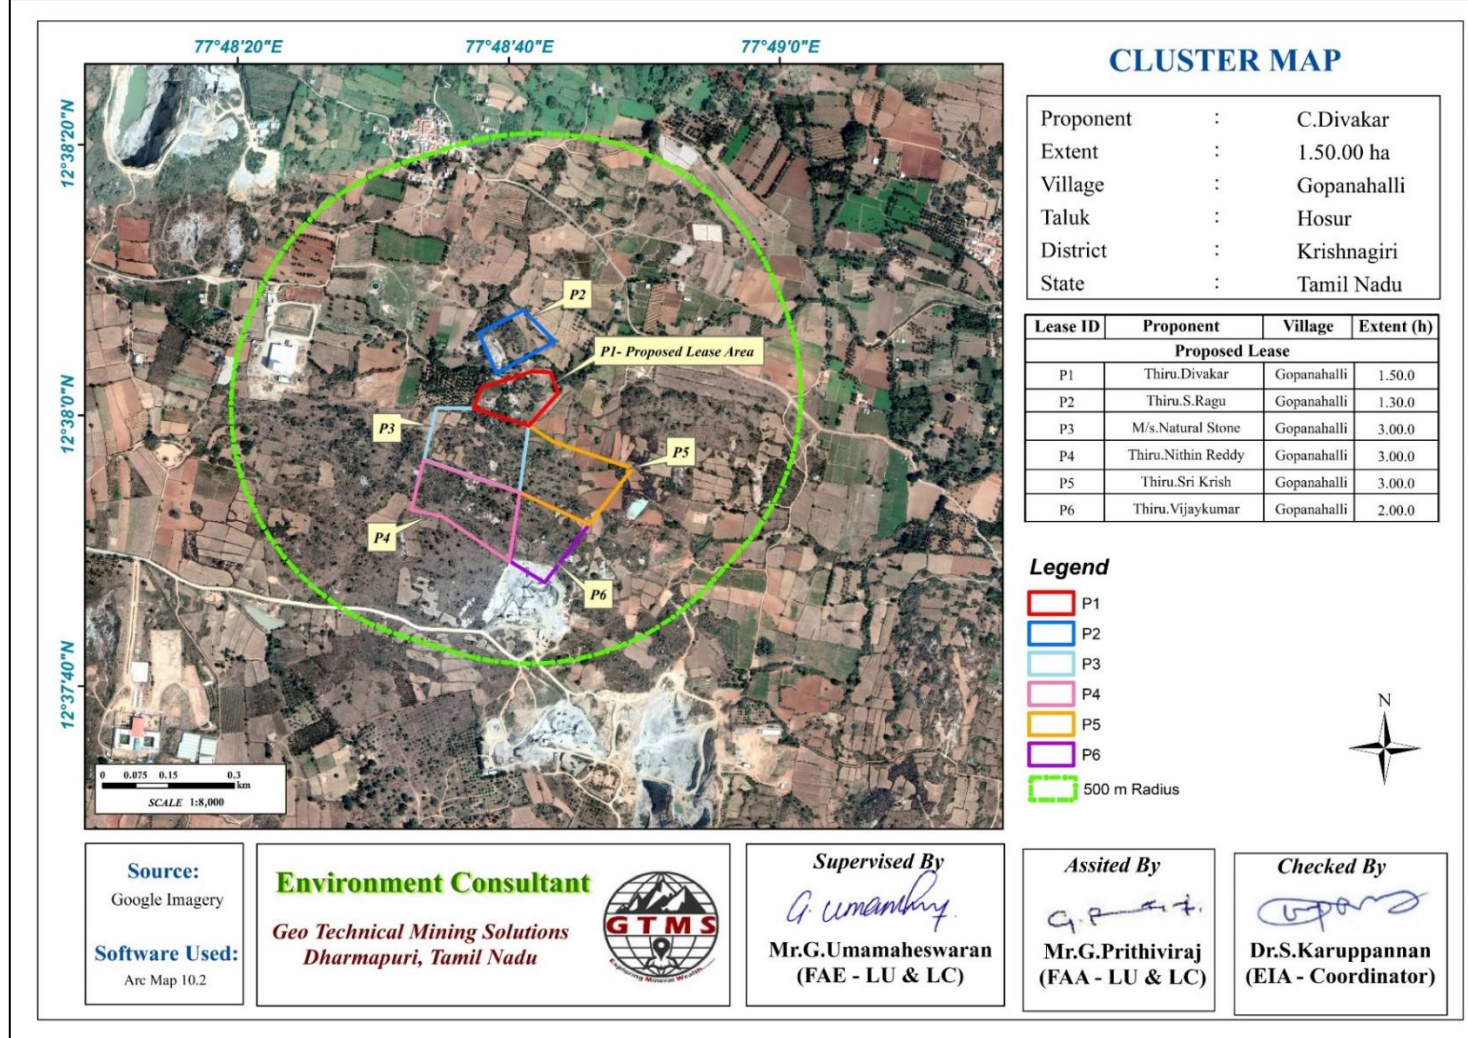 77°48'20"E
77°48'40"E
77°49'0"E
12°38'20"N
12°38'0"N
12°37'40"N
P2
P1- Proposed Lease Area
P3
P5
P4
P6
0 0.075 0.15 0.3
km
SCALE 1:8,000
CLUSTER MAP
Proponent : C.Divakar
Extent : 1.50.00 ha
Village : Gopanahalli
Taluk : Hosur
District : Krishnagiri
State : Tamil Nadu
Lease ID Proponent Village Extent (h)
Proposed Lease
P1 Thiru.Divakar Gopanahalli 1.50.0
P2 Thiru.S.Ragu Gopanahalli 1.30.0
P3 M/s.Natural Stone Gopanahalli 3.00.0
P4 Thiru.Nithin Reddy Gopanahalli 3.00.0
P5 Thiru.Sri Krish Gopanahalli 3.00.0
P6 Thiru.Vijaykumar Gopanahalli 2.00.0
Legend
P1
P2
P3
P4
P5
P6
500 m Radius
N
Source:
Google Imagery
Software Used:
Arc Map 10.2
Environment Consultant
Geo Technical Mining Solutions
Dharmapuri, Tamil Nadu
GTMS
Exploring Mineral Wealth
Supervised By
Mr.G.Umamaheswaran
(FAE - LU & LC)
Assited By
Mr.G.Prithiviraj
(FAA - LU & LC)
Checked By
Dr.S.Karuppannan
(EIA - Coordinator)